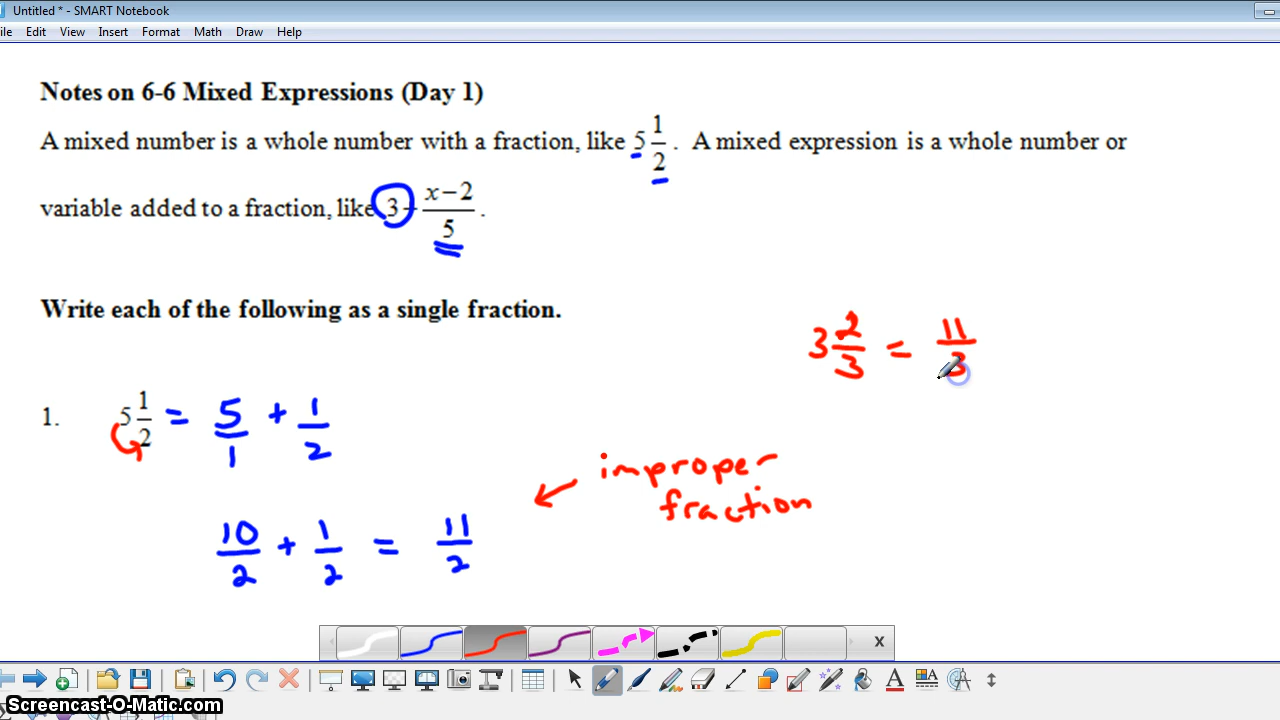 Untitled * - SMART Notebook
ile Edit View Insert Format Math Draw Help
Notes on 6-6 Mixed Expressions (Day 1)
A mixed number is a whole number with a fraction, like 5 1/2 . A mixed expression is a whole number or
variable added to a fraction, like 3 + x−2/5 .
Write each of the following as a single fraction.
3 2/3 = 11/3
1. 5 1/2 = 5/1 + 1/2
improper
fraction
10/2 + 1/2 = 11/2
x
A
Screencast-O-Matic.com